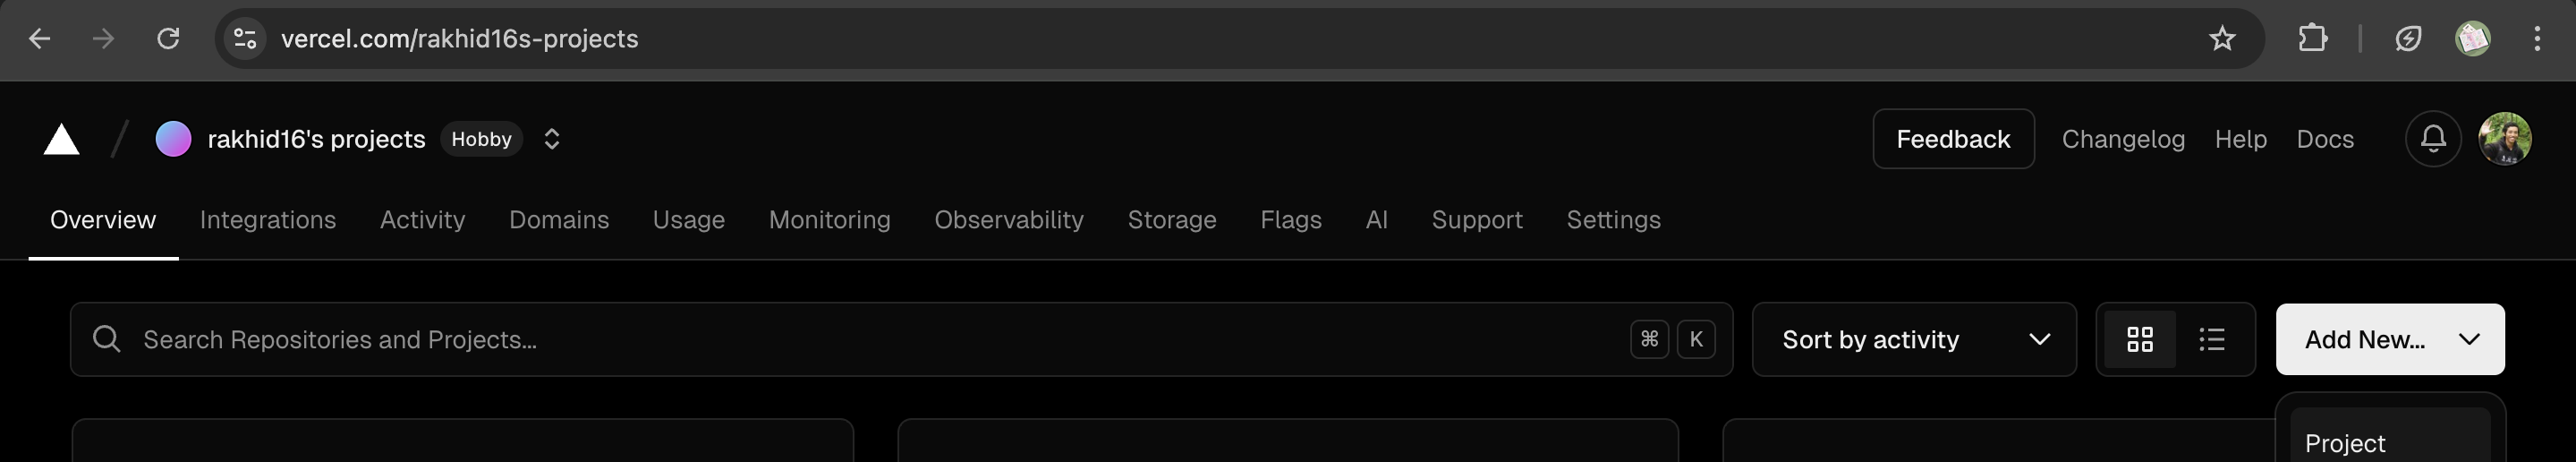 vercel.com/rakhid16s-projects
rakhid16's projects Hobby Feedback Changelog Help Docs
Overview Integrations Activity Domains Usage Monitoring Observability Storage Flags AI Support Settings
Search Repositories and Projects... ⌘ K Sort by activity Add New...
Project